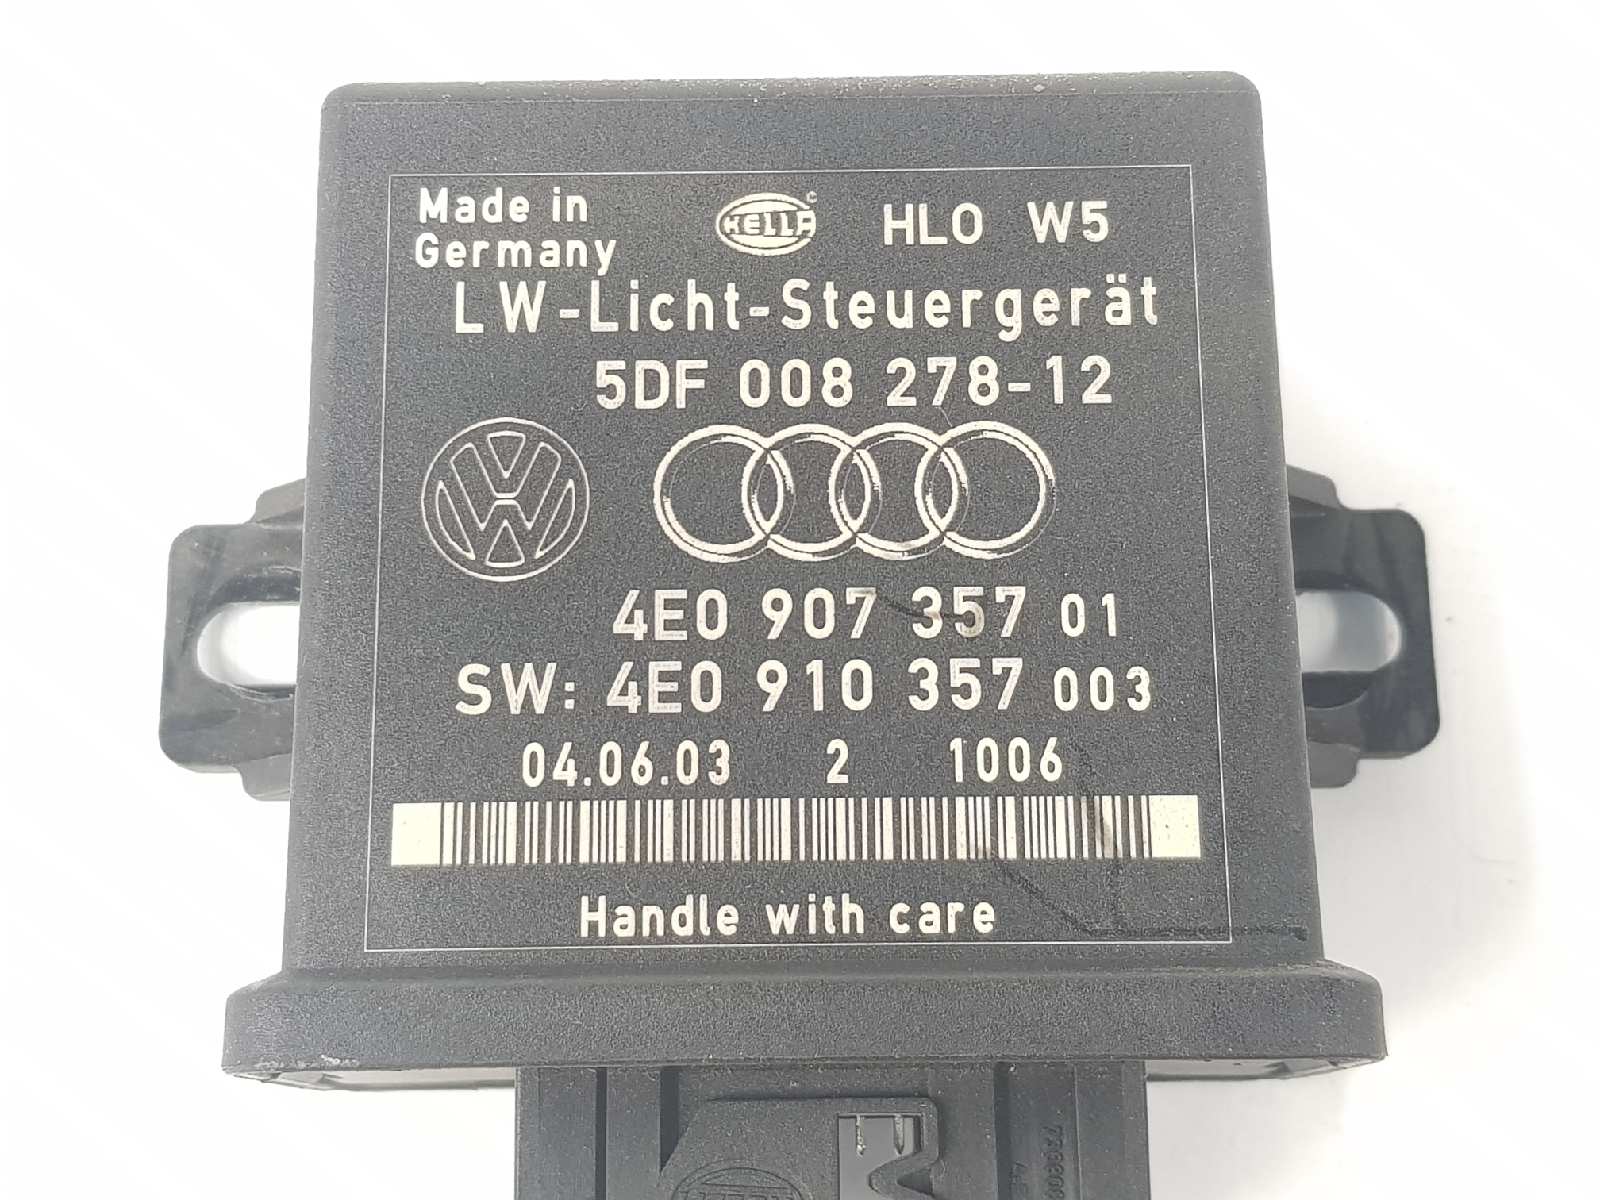 Made in
Germany
HELLA
HLO W5
LW-Licht-Steuergerät
5DF 008 278-12
4E0 907 357 01
SW: 4E0 910 357 003
04.06.03 2 1006
Handle with care